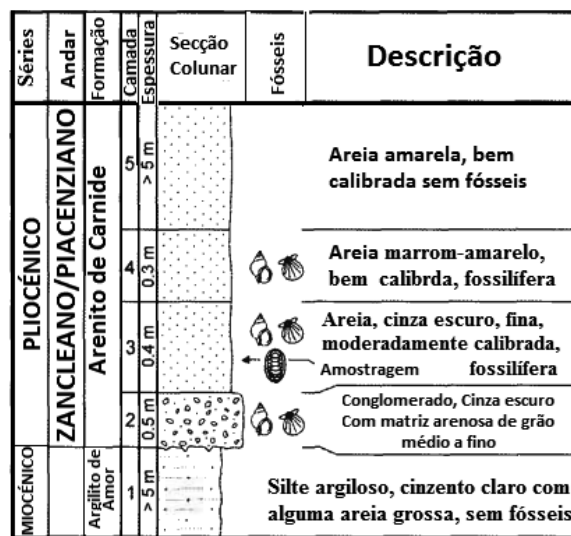 Séries
Andar
Formação
Camada
Espessura
Secção
Colunar
Fósseis
Descrição
PLIOCÉNICO
ZANCLEANO/PIACENZIANO
Arenito de Carnide
5
> 5 m
Areia amarela, bem
calibrada sem fósseis
4
0.3 m
Areia marrom-amarelo,
bem calibrda, fossilífera
3
0.4 m
Areia, cinza escuro, fina,
moderadamente calibrada,
Amostragem fossilífera
2
0.5 m
Conglomerado, Cinza escuro
Com matriz arenosa de grão
médio a fino
MIOCÉNICO
Argilito de
Amor
1
> 5 m
Silte argiloso, cinzento claro com
alguma areia grossa, sem fósseis